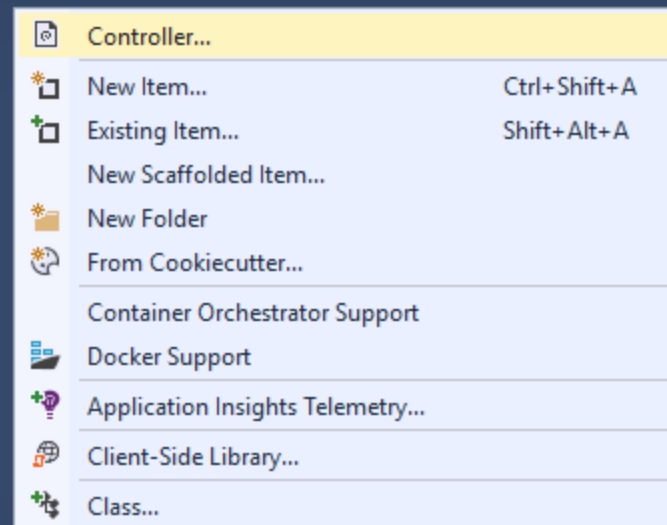 Controller...
New Item... Ctrl+Shift+A
Existing Item... Shift+Alt+A
New Scaffolded Item...
New Folder
From Cookiecutter...
Container Orchestrator Support
Docker Support
Application Insights Telemetry...
Client-Side Library...
Class...